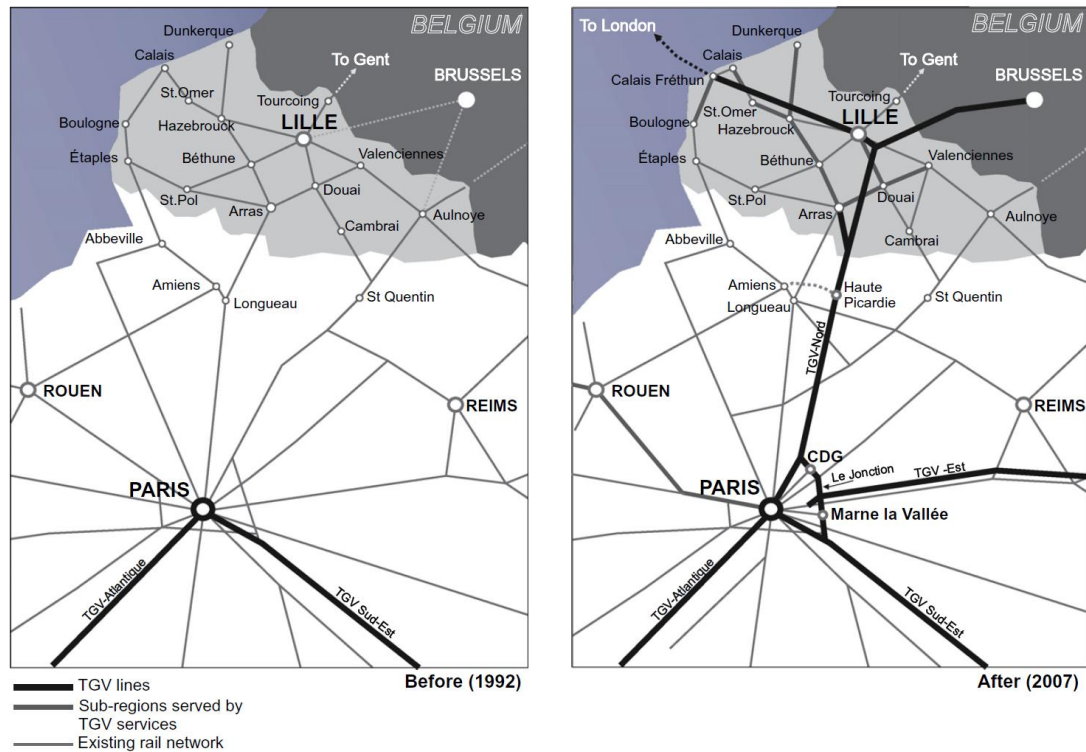 BELGIUM
Dunkerque
To Gent
Calais
BRUSSELS
St.Omer
Tourcoing
Boulogne
Hazebrouck
LILLE
Étaples
Béthune
Valenciennes
St.Pol
Douai
Arras
Aulnoye
Cambrai
Abbeville
Amiens
Longueau
St Quentin
ROUEN
REIMS
PARIS
TGV-Atlantique
TGV Sud-Est
Before (1992)
TGV lines
Sub-regions served by
TGV services
Existing rail network
BELGIUM
To London
Dunkerque
Calais
To Gent
Calais Fréthun
BRUSSELS
Tourcoing
St.Omer
LILLE
Boulogne
Hazebrouck
Étaples
Béthune
Valenciennes
St.Pol
Douai
Arras
Aulnoye
Cambrai
Abbeville
Amiens
Haute
Picardie
Longueau
St Quentin
TGV-Nord
ROUEN
REIMS
CDG
Le Jonction
TGV -Est
PARIS
Marne la Vallée
TGV-Atlantique
TGV Sud-Est
After (2007)